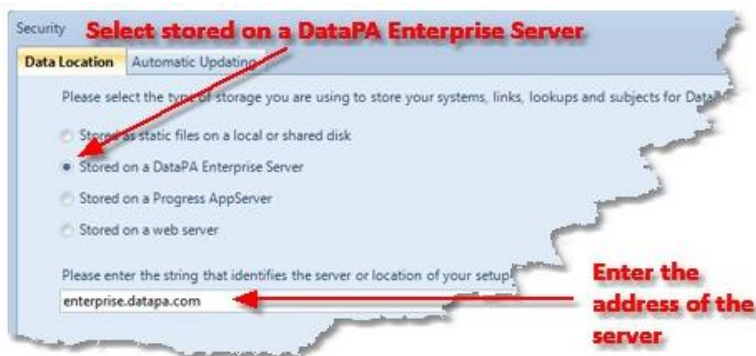 Security
Select stored on a DataPA Enterprise Server
Data Location
Automatic Updating
Please select the type of storage you are using to store your systems, links, lookups and subjects for
Stored as static files on a local or shared disk
Stored on a DataPA Enterprise Server
Stored on a Progress AppServer
Stored on a web server
Please enter the string that identifies the server or location of your setup
enterprise.datapa.com
Enter the
address of the
server